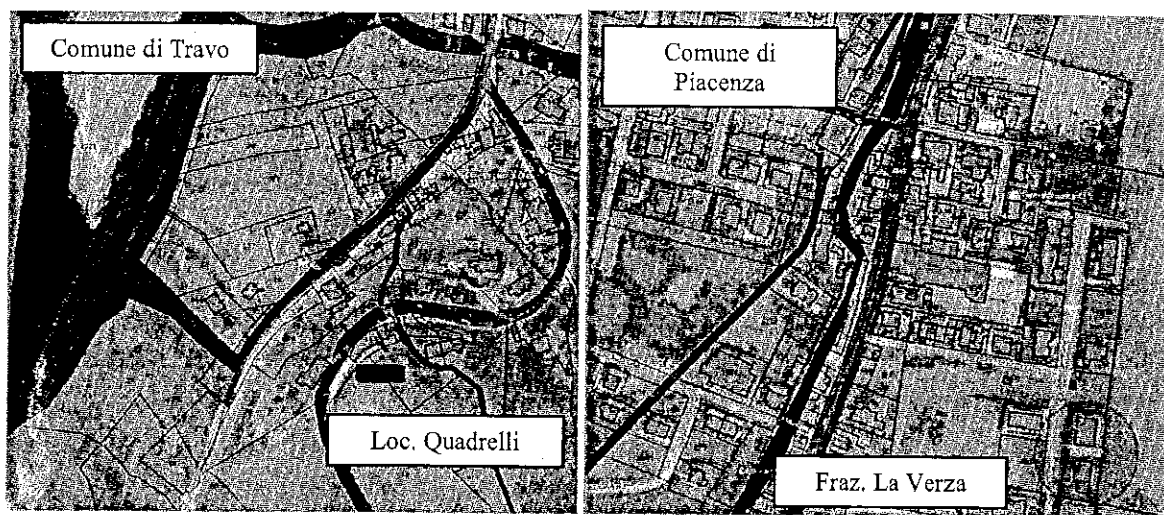 Comune di Travo
Comune di
Piacenza
Loc. Quadrelli
Fraz. La Verza